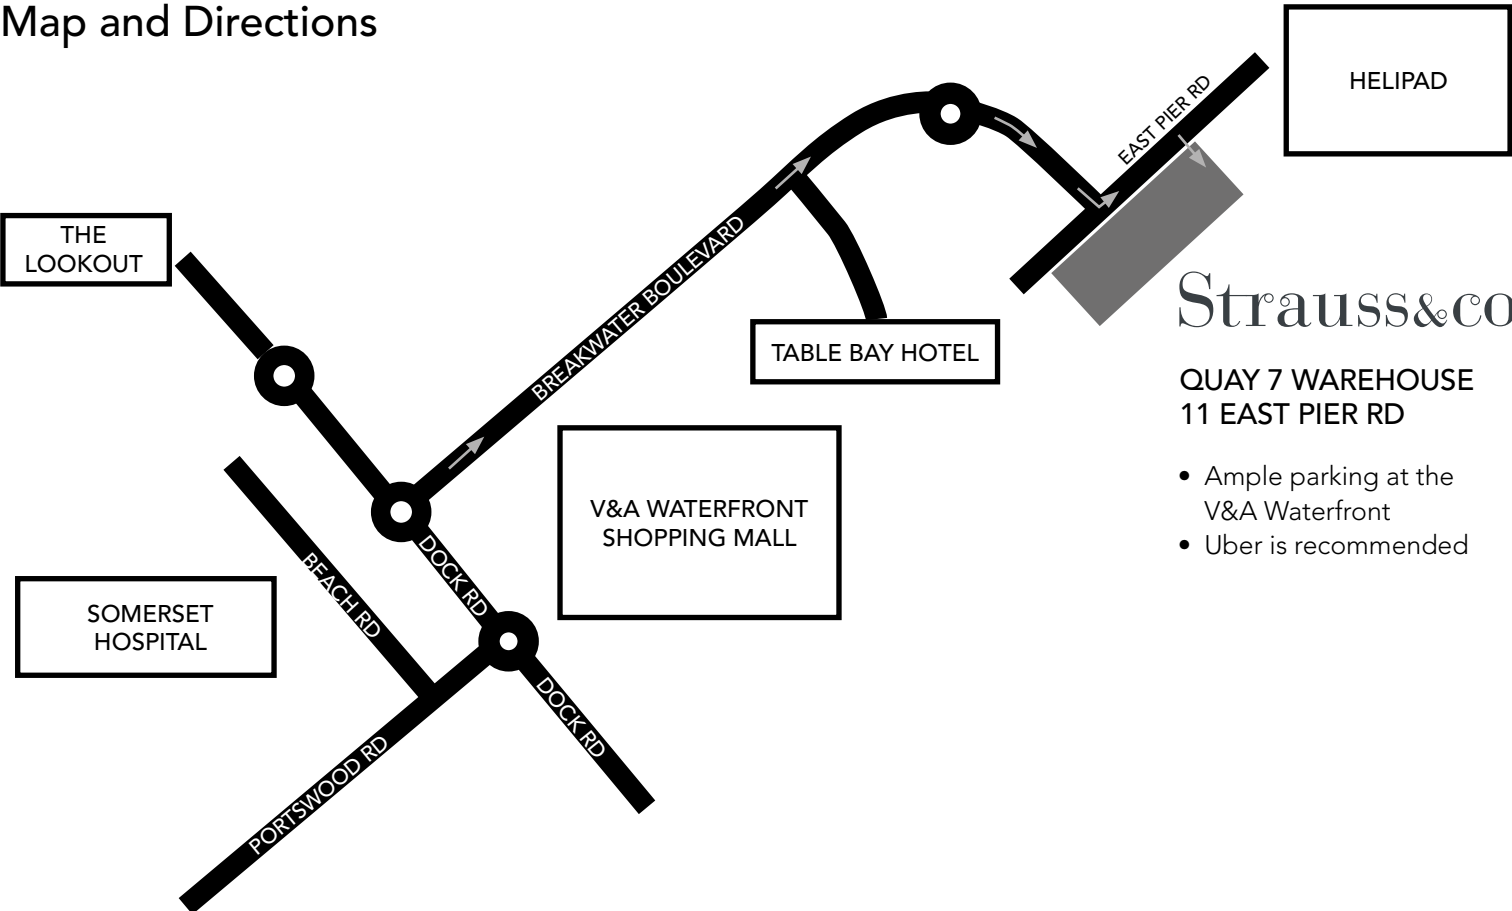 Map and Directions
HELIPAD
EAST PIER RD
THE
LOOKOUT
BREAKWATER BOULEVARD
TABLE BAY HOTEL
Strauss&co
QUAY 7 WAREHOUSE
11 EAST PIER RD
• Ample parking at the
V&A Waterfront
• Uber is recommended
V&A WATERFRONT
SHOPPING MALL
DOCK RD
BEACH RD
SOMERSET
HOSPITAL
DOCK RD
PORTSWOOD RD